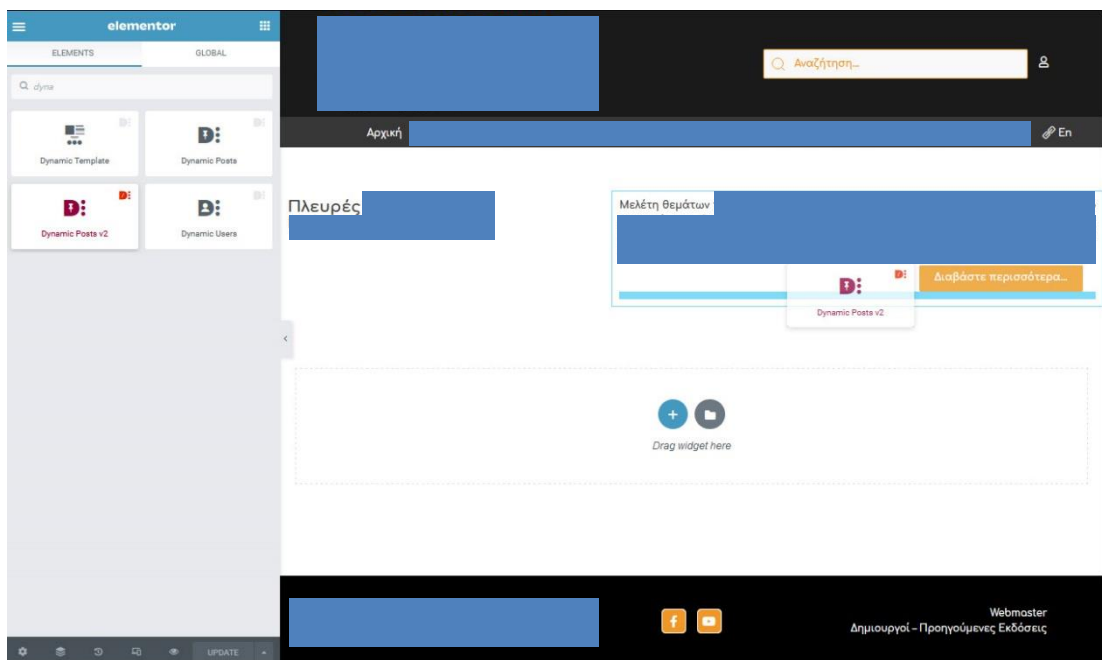 elementor
ELEMENTS
GLOBAL
dyna
Dynamic Template
Dynamic Posts
Dynamic Posts v2
Dynamic Users
UPDATE
Αναζήτηση...
Αρχική
En
Πλευρές
Μελέτη θεμάτων
Διαβάστε περισσότερα...
Dynamic Posts v2
Drag widget here
Webmaster
Δημιουργοί – Προηγούμενες Εκδόσεις